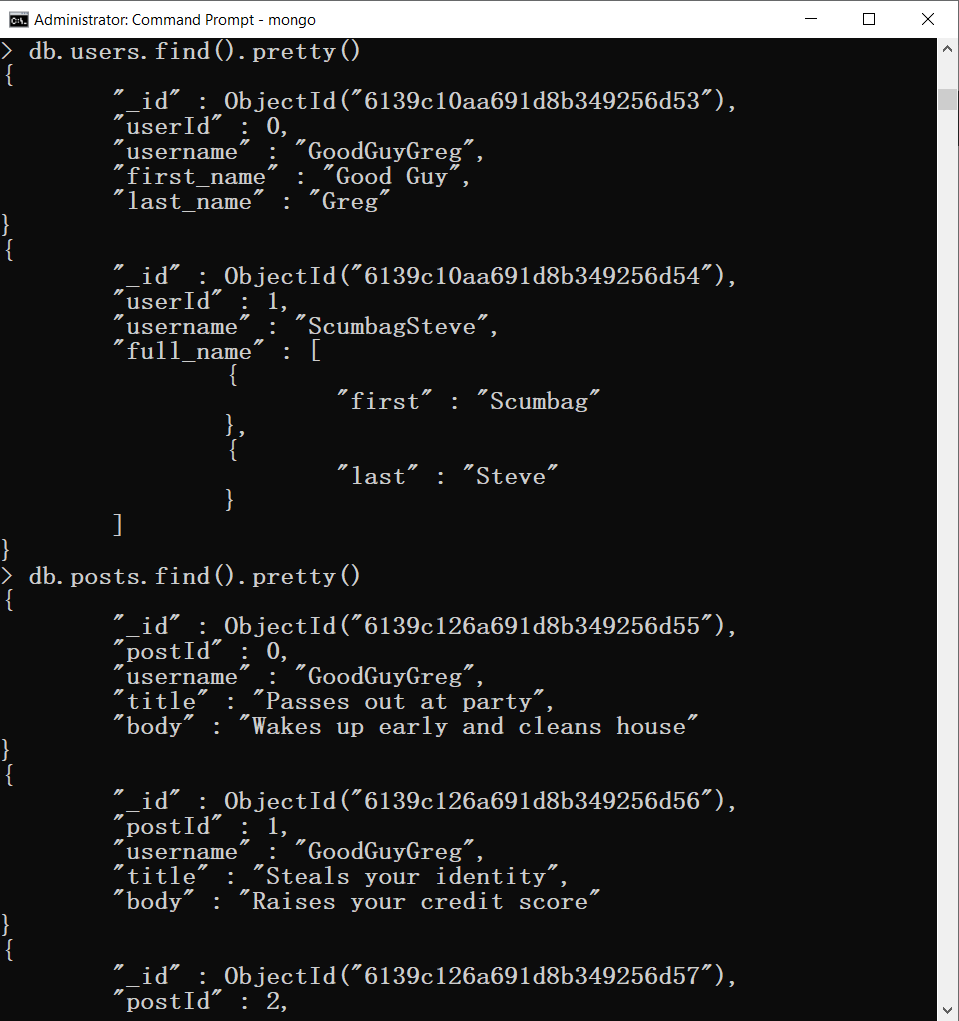 Administrator: Command Prompt - mongo
> db.users.find().pretty()
{
"_id" : ObjectId("6139c10aa691d8b349256d53"),
"userId" : 0,
"username" : "GoodGuyGreg",
"first_name" : "Good Guy",
"last_name" : "Greg"
}
{
"_id" : ObjectId("6139c10aa691d8b349256d54"),
"userId" : 1,
"username" : "ScumbagSteve",
"full_name" : [
{
"first" : "Scumbag"
},
{
"last" : "Steve"
}
]
}
> db.posts.find().pretty()
{
"_id" : ObjectId("6139c126a691d8b349256d55"),
"postId" : 0,
"username" : "GoodGuyGreg",
"title" : "Passes out at party",
"body" : "Wakes up early and cleans house"
}
{
"_id" : ObjectId("6139c126a691d8b349256d56"),
"postId" : 1,
"username" : "GoodGuyGreg",
"title" : "Steals your identity",
"body" : "Raises your credit score"
}
{
"_id" : ObjectId("6139c126a691d8b349256d57"),
"postId" : 2,